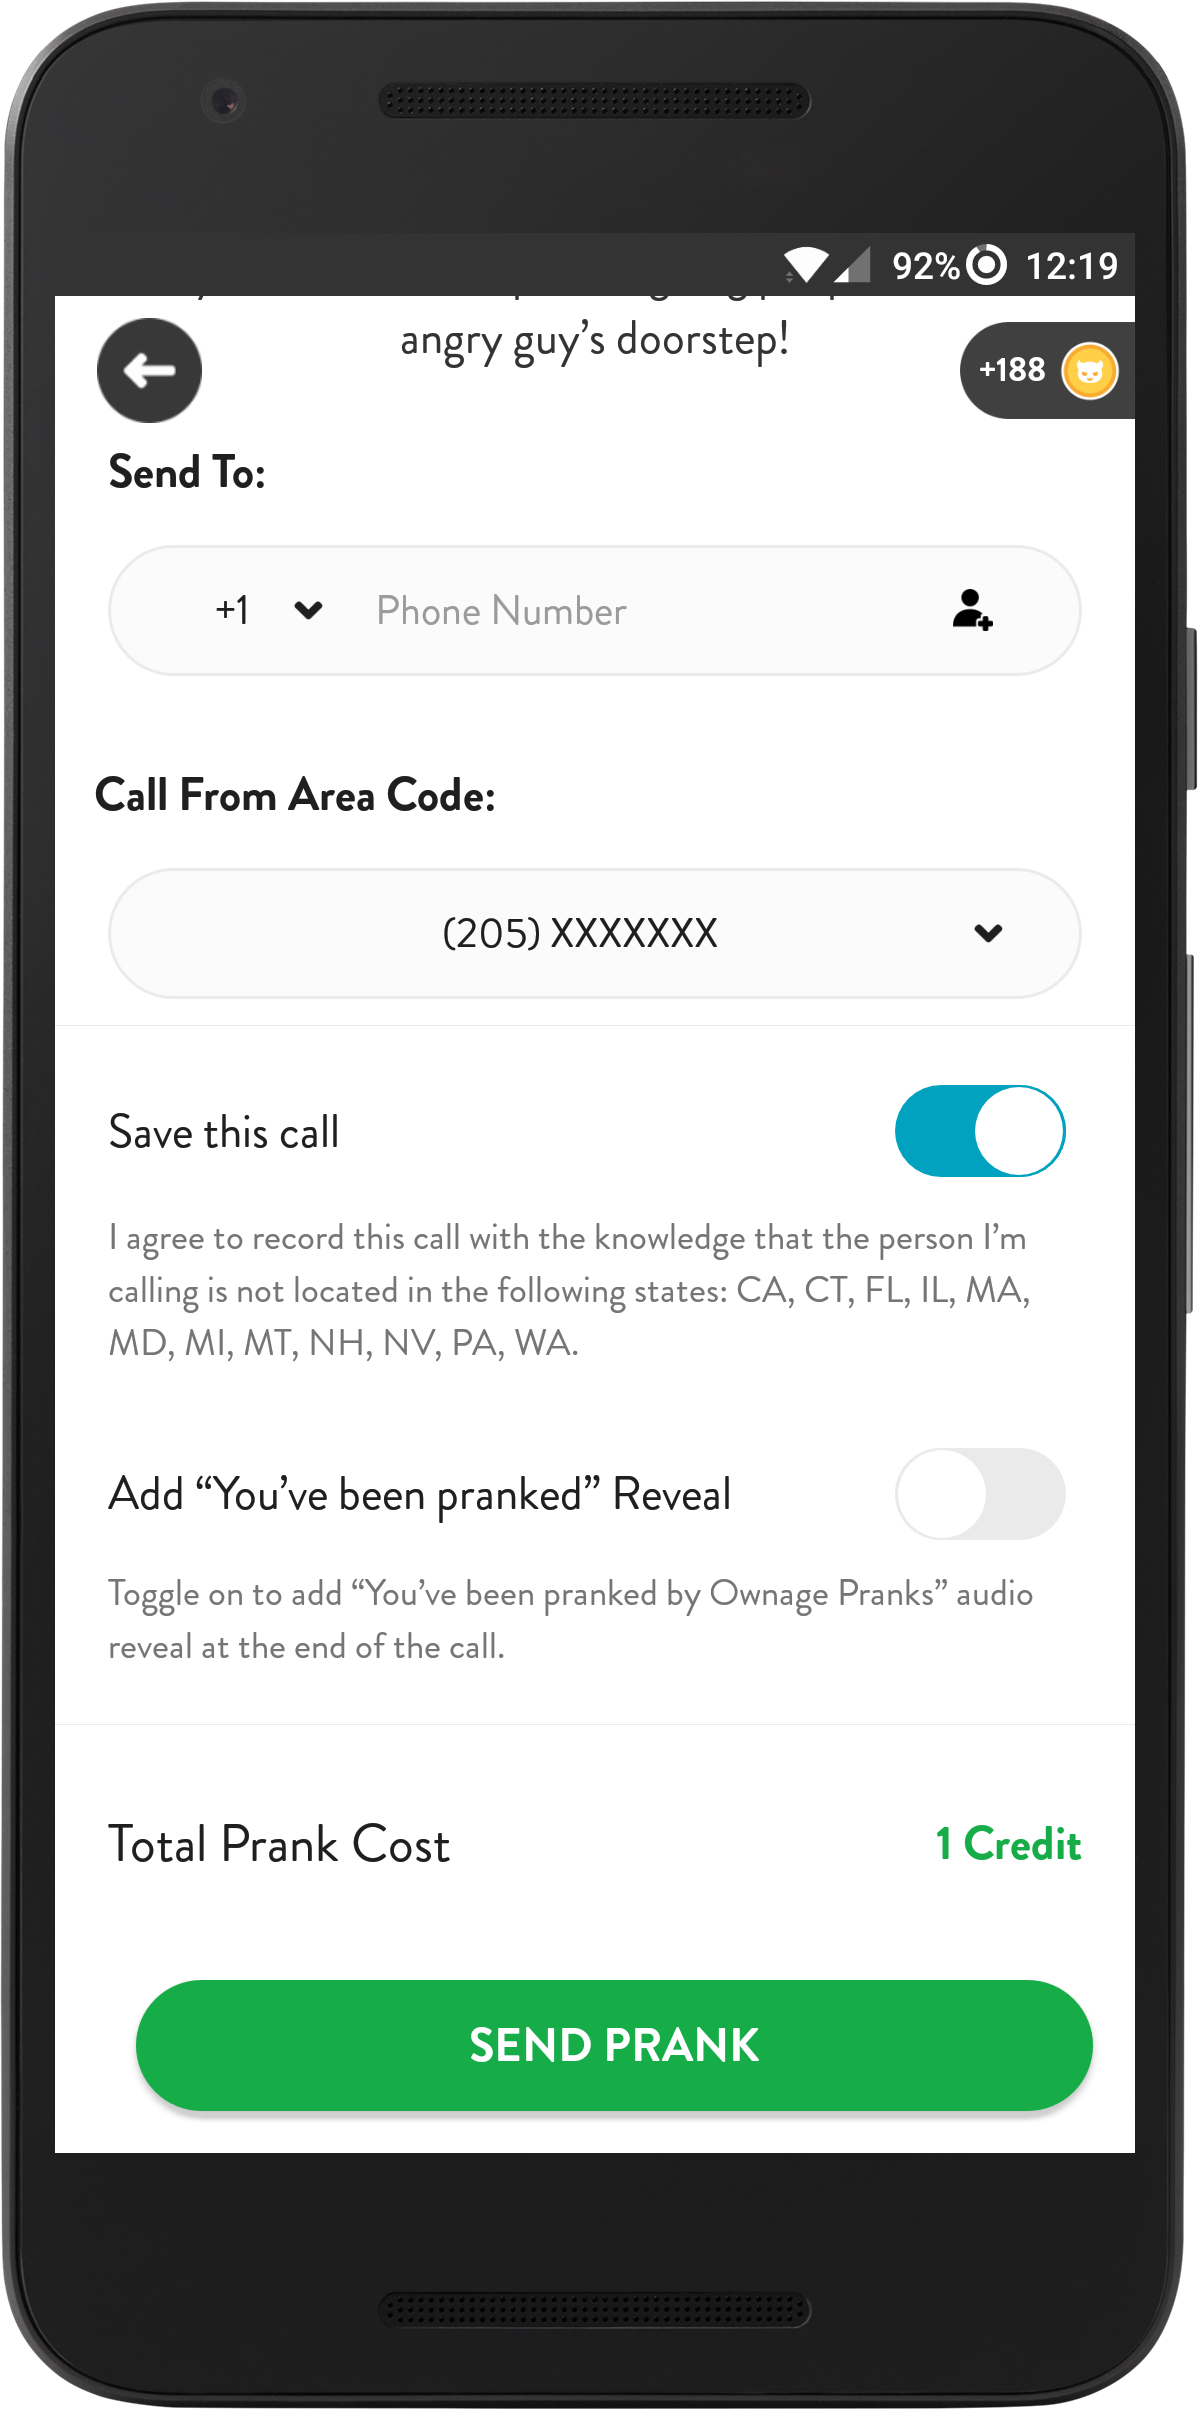 92% 12:19
angry guy’s doorstep!
+188
Send To:
+1 Phone Number
Call From Area Code:
(205) XXXXXXX
Save this call
I agree to record this call with the knowledge that the person I’m
calling is not located in the following states: CA, CT, FL, IL, MA,
MD, MI, MT, NH, NV, PA, WA.
Add “You’ve been pranked” Reveal
Toggle on to add “You’ve been pranked by Ownage Pranks” audio
reveal at the end of the call.
Total Prank Cost
1 Credit
SEND PRANK